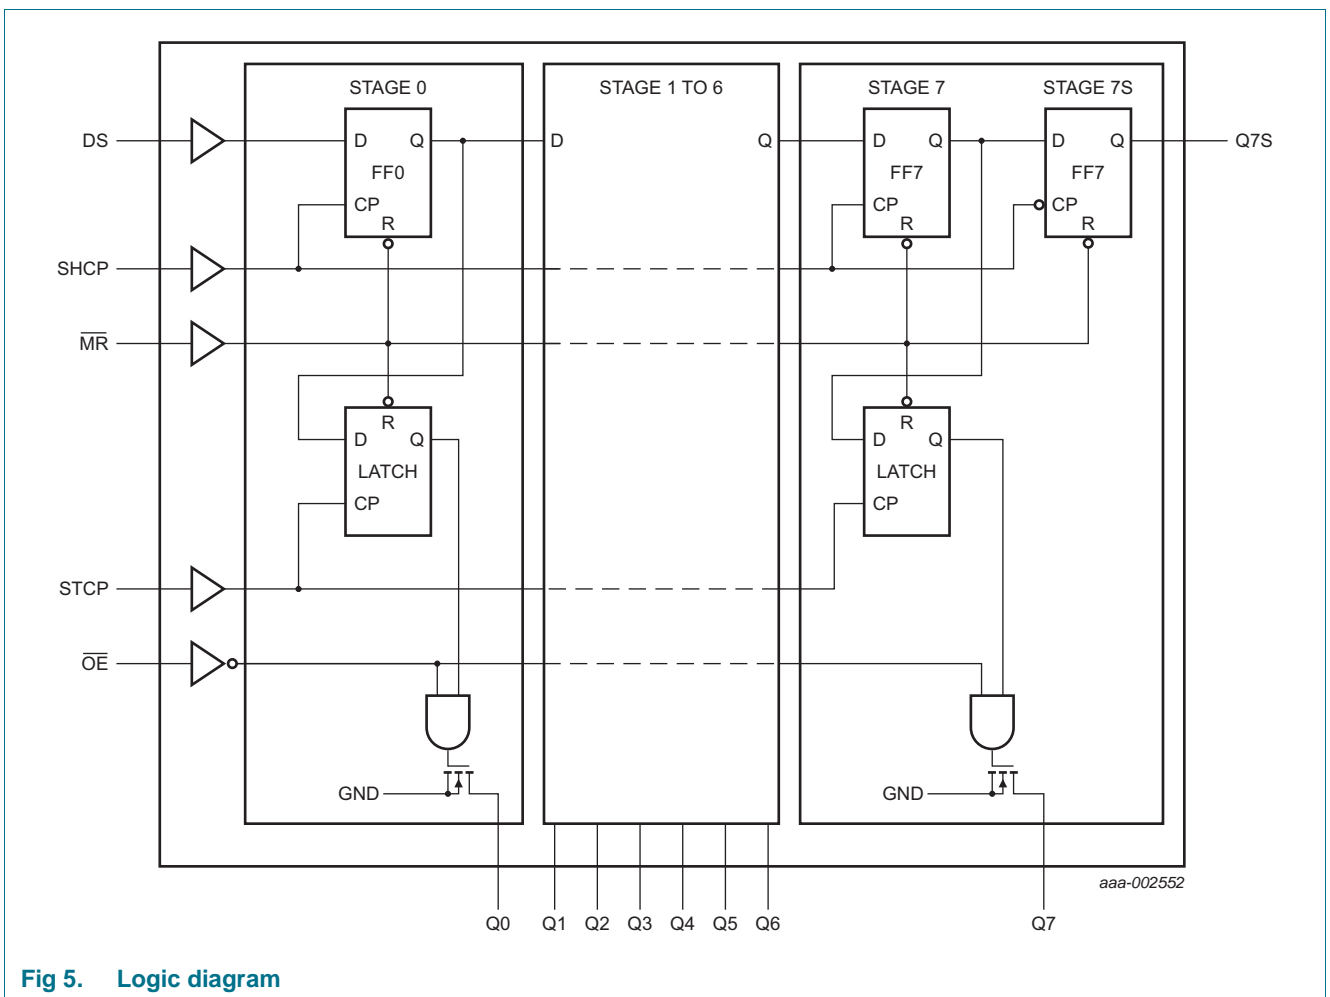 STAGE 0 STAGE 1 TO 6 STAGE 7 STAGE 7S
DS D Q D Q D Q D Q Q7S
FF0 FF7 FF7
CP CP CP
R R R
SHCP
MR
R R
D Q D Q
LATCH LATCH
CP CP
STCP
OE
GND GND
aaa-002552
Q0 Q1 Q2 Q3 Q4 Q5 Q6 Q7
Fig 5. Logic diagram